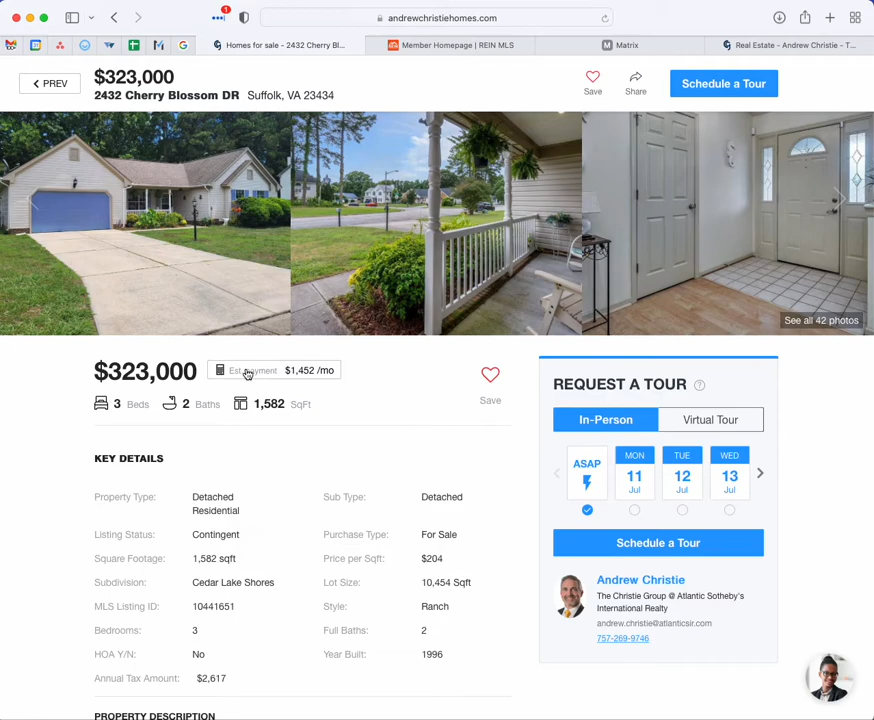 1
andrewchristiehomes.com
Homes for sale - 2432 Cherry Bl...
Member Homepage | REIN MLS
M Matrix
Real Estate - Andrew Christie - T...
PREV
$323,000
2432 Cherry Blossom DR Suffolk, VA 23434
Save
Share
Schedule a Tour
See all 42 photos
$323,000
$1,452 /mo
Save
3 Beds 2 Baths 1,582 SqFt
KEY DETAILS
Property Type: Detached Residential
Sub Type: Detached
Listing Status: Contingent
Purchase Type: For Sale
Square Footage: 1,582 sqft
Price per Sqft: $204
Subdivision: Cedar Lake Shores
Lot Size: 10,454 Sqft
MLS Listing ID: 10441651
Style: Ranch
Bedrooms: 3
Full Baths: 2
HOA Y/N: No
Year Built: 1996
Annual Tax Amount: $2,617
PROPERTY DESCRIPTION
REQUEST A TOUR ?
In-Person Virtual Tour
ASAP
MON 11 Jul
TUE 12 Jul
WED 13 Jul
Schedule a Tour
Andrew Christie
The Christie Group @ Atlantic Sotheby's
International Realty
andrew.christie@atlanticsir.com
757-269-9746